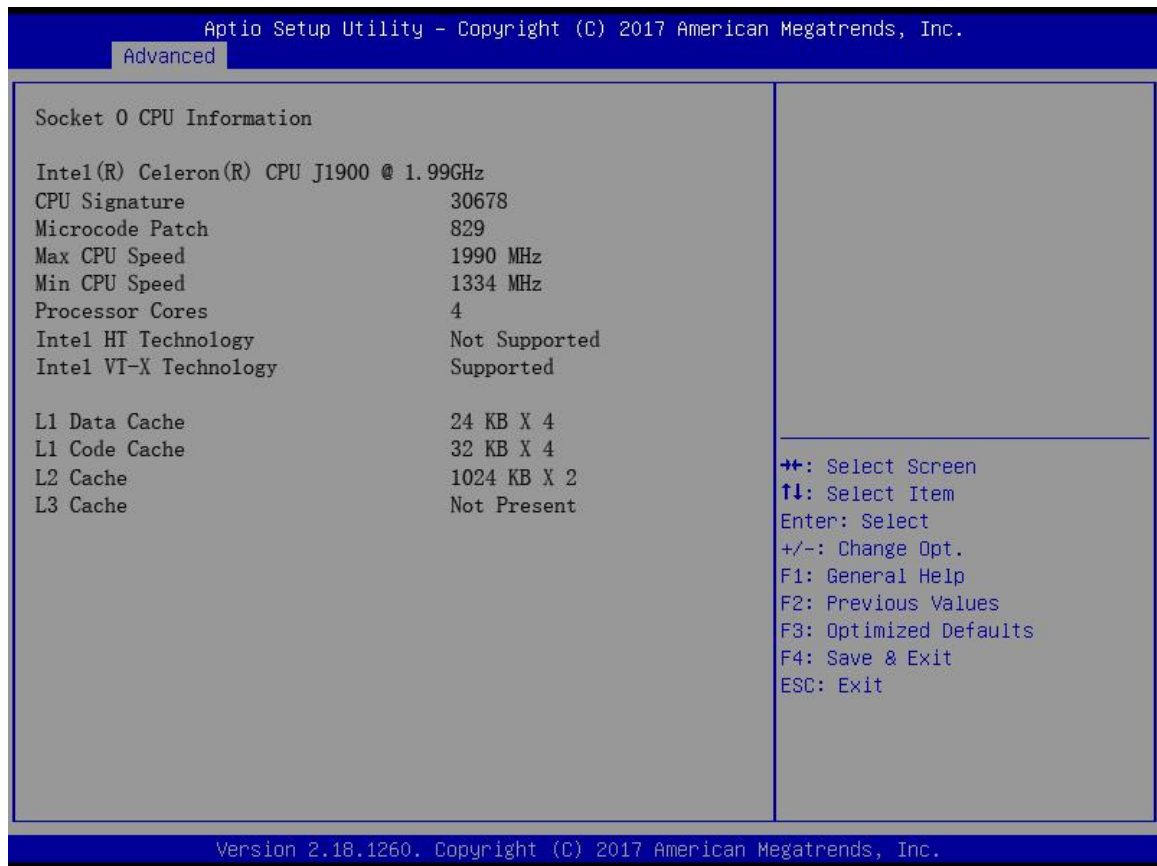 Aptio Setup Utility – Copyright (C) 2017 American Megatrends, Inc.
Advanced
Socket 0 CPU Information
Intel(R) Celeron(R) CPU J1900 @ 1.99GHz
CPU Signature 30678
Microcode Patch 829
Max CPU Speed 1990 MHz
Min CPU Speed 1334 MHz
Processor Cores 4
Intel HT Technology Not Supported
Intel VT-X Technology Supported
L1 Data Cache 24 KB X 4
L1 Code Cache 32 KB X 4
L2 Cache 1024 KB X 2
L3 Cache Not Present
→←: Select Screen
↑↓: Select Item
Enter: Select
+/-: Change Opt.
F1: General Help
F2: Previous Values
F3: Optimized Defaults
F4: Save & Exit
ESC: Exit
Version 2.18.1260. Copyright (C) 2017 American Megatrends, Inc.